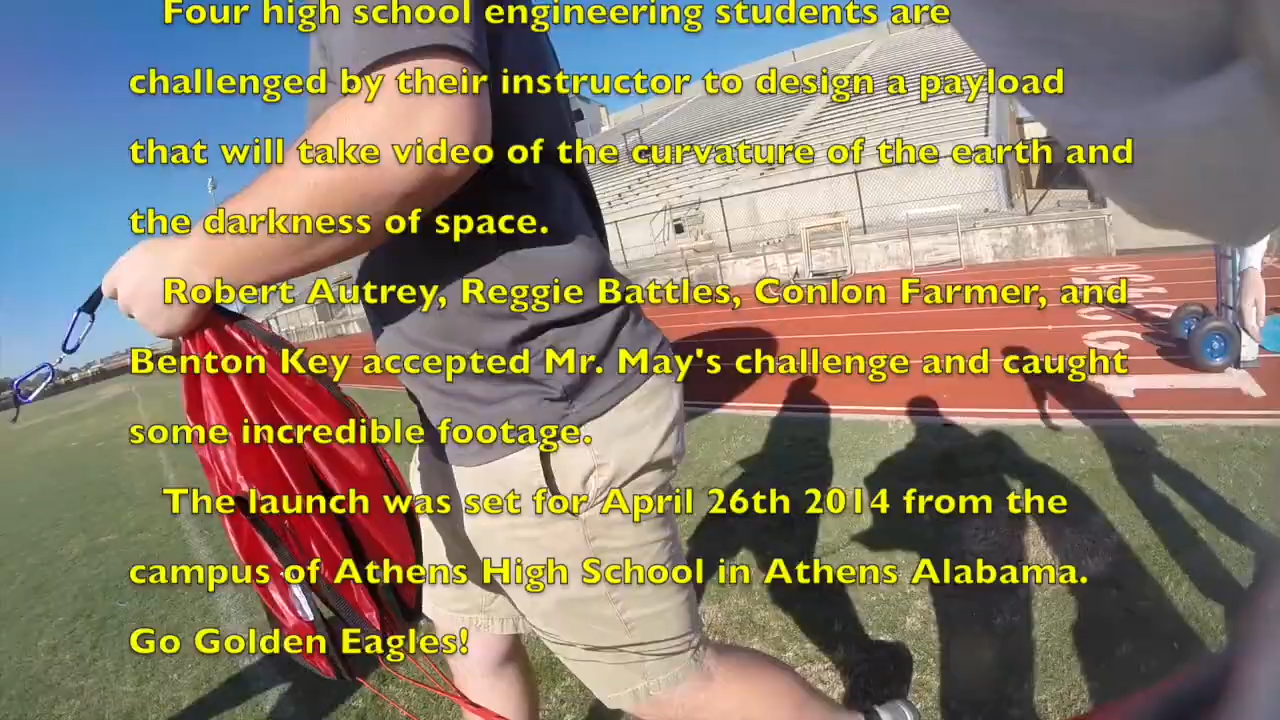 Four high school engineering students are
challenged by their instructor to design a payload
that will take video of the curvature of the earth and
the darkness of space.
Robert Autrey, Reggie Battles, Conlon Farmer, and
Benton Key accepted Mr. May's challenge and caught
some incredible footage.
The launch was set for April 26th 2014 from the
campus of Athens High School in Athens Alabama.
Go Golden Eagles!